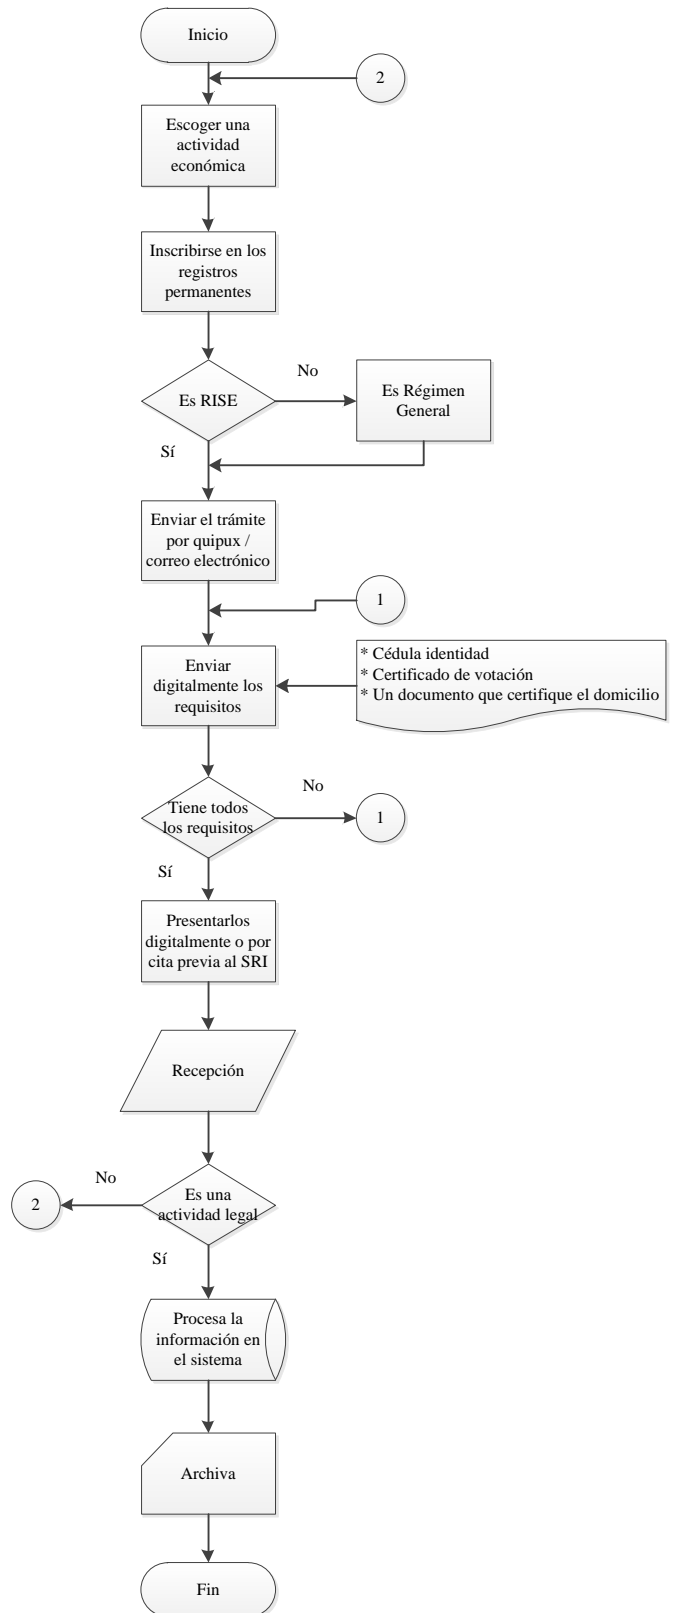 Inicio
2
Escoger una
actividad
económica
Inscribirse en los
registros
permanentes
No
Es RISE
Es Régimen
General
Sí
Enviar el trámite
por quipux /
correo electrónico
1
* Cédula identidad
* Certificado de votación
* Un documento que certifique el domicilio
Enviar
digitalmente los
requisitos
No
Tiene todos
los requisitos
1
Sí
Presentarlos
digitalmente o por
cita previa al SRI
Recepción
No
2
Es una
actividad legal
Sí
Procesa la
información en
el sistema
Archiva
Fin